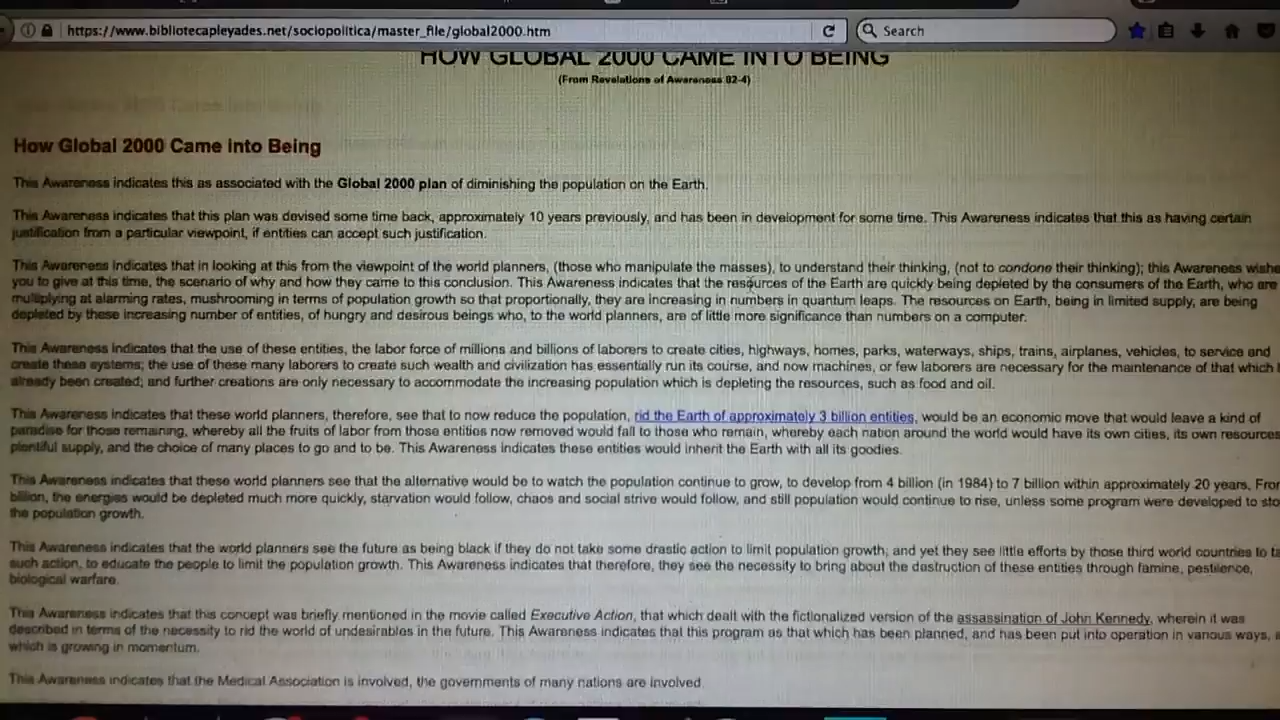 https://www.bibliotecapleyades.net/sociopolitica/master_file/global2000.htm
Search
HOW GLOBAL 2000 CAME INTO BEING
(From Revelations of Awareness 82-4)
How Global 2000 Came into Being
This Awareness indicates this as associated with the Global 2000 plan of diminishing the population on the Earth.
This Awareness indicates that this plan was devised some time back, approximately 10 years previously, and has been in development for some time. This Awareness indicates that this as having certain
justification from a particular viewpoint, if entities can accept such justification.
This Awareness indicates that in looking at this from the viewpoint of the world planners, (those who manipulate the masses), to understand their thinking, (not to condone their thinking); this Awareness wishe
you to give at this time, the scenario of why and how they came to this conclusion. This Awareness indicates that the resources of the Earth are quickly being depleted by the consumers of the Earth, who are
multiplying at alarming rates, mushrooming in terms of population growth so that proportionally, they are increasing in numbers in quantum leaps. The resources on Earth, being in limited supply, are being
depleted by these increasing number of entities, of hungry and desirous beings who, to the world planners, are of little more significance than numbers on a computer.
This Awareness indicates that the use of these entities, the labor force of millions and billions of laborers to create cities, highways, homes, parks, waterways, ships, trains, airplanes, vehicles, to service and
create these systems; the use of these many laborers to create such wealth and civilization has essentially run its course, and now machines, or few laborers are necessary for the maintenance of that which
already been created; and further creations are only necessary to accommodate the increasing population which is depleting the resources, such as food and oil.
This Awareness indicates that these world planners, therefore, see that to now reduce the population, rid the Earth of approximately 3 billion entities, would be an economic move that would leave a kind of
paradise for those remaining, whereby all the fruits of labor from those entities now removed would fall to those who remain, whereby each nation around the world would have its own cities, its own resources
plentiful supply, and the choice of many places to go and to be. This Awareness indicates these entities would inherit the Earth with all its goodies.
This Awareness indicates that these world planners see that the alternative would be to watch the population continue to grow, to develop from 4 billion (in 1984) to 7 billion within approximately 20 years. Fro
billion, the energies would be depleted much more quickly, starvation would follow, chaos and social strive would follow, and still population would continue to rise, unless some program were developed to sto
the population growth.
This Awareness indicates that the world planners see the future as being black if they do not take some drastic action to limit population growth; and yet they see little efforts by those third world countries to ta
such action, to educate the people to limit the population growth. This Awareness indicates that therefore, they see the necessity to bring about the destruction of these entities through famine, pestilence,
biological warfare.
This Awareness indicates that this concept was briefly mentioned in the movie called Executive Action, that which dealt with the fictionalized version of the assassination of John Kennedy, wherein it was
described in terms of the necessity to rid the world of undesirables in the future. This Awareness indicates that this program as that which has been planned, and has been put into operation in various ways,
which is growing in momentum.
This Awareness indicates that the Medical Association is involved, the governments of many nations are involved.